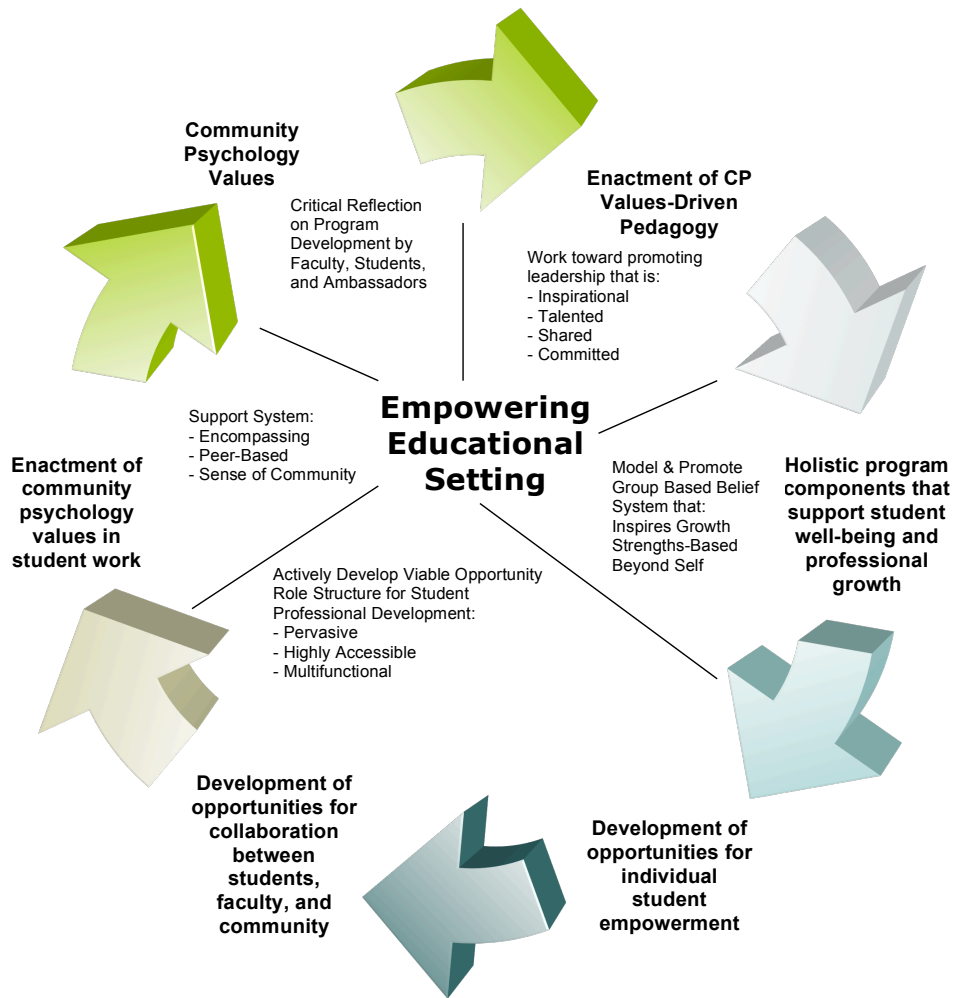 Community
Psychology
Values
Critical Reflection
on Program
Development by
Faculty, Students,
and Ambassadors
Enactment of CP
Values-Driven
Pedagogy
Work toward promoting
leadership that is:
- Inspirational
- Talented
- Shared
- Committed
Empowering
Educational
Setting
Support System:
- Encompassing
- Peer-Based
- Sense of Community
Enactment of
community
psychology
values in
student work
Model & Promote
Group Based Belief
System that:
Inspires Growth
Strengths-Based
Beyond Self
Holistic program
components that
support student
well-being and
professional
growth
Actively Develop Viable Opportunity
Role Structure for Student
Professional Development:
- Pervasive
- Highly Accessible
- Multifunctional
Development of
opportunities for
collaboration
between
students,
faculty, and
community
Development of
opportunities for
individual
student
empowerment